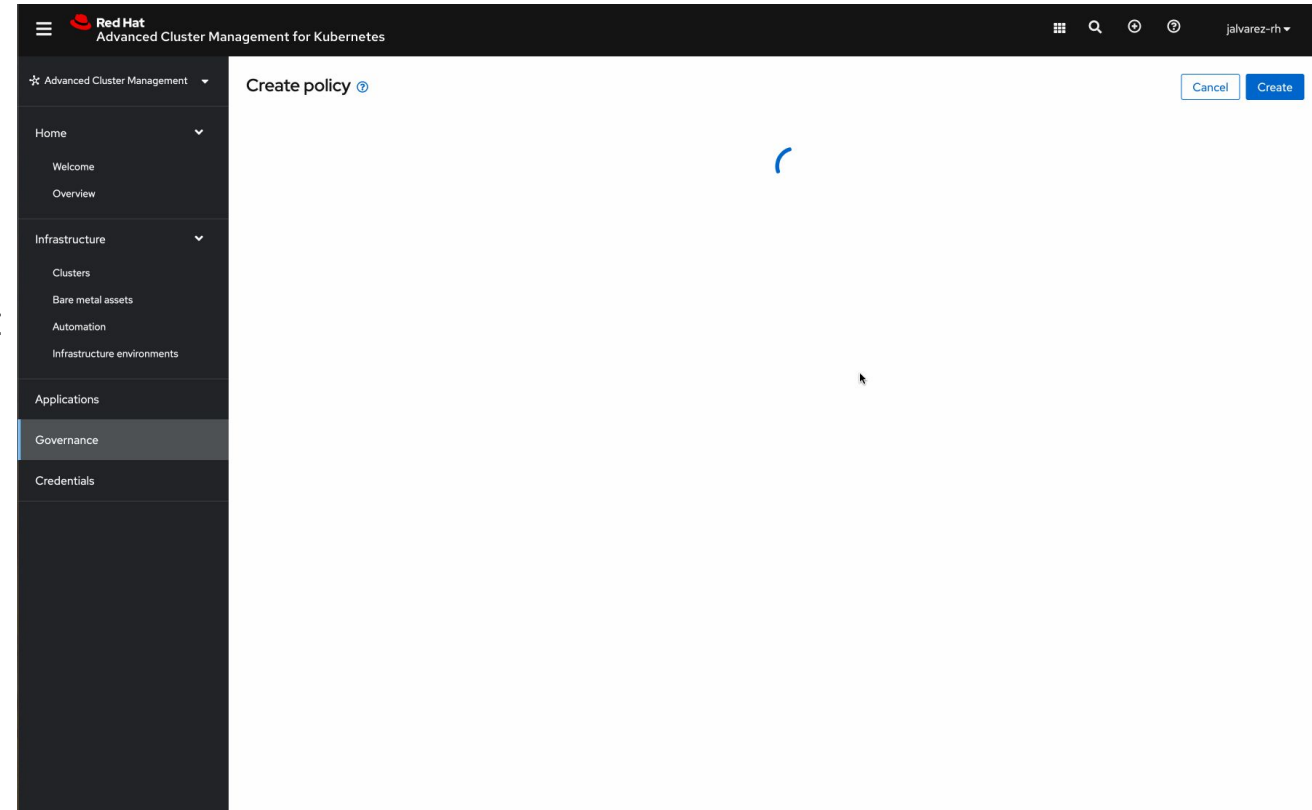 Red Hat
Advanced Cluster Management for Kubernetes
jalvarez-rh
Advanced Cluster Management
Create policy
Cancel
Create
Home
Welcome
Overview
Infrastructure
Clusters
Bare metal assets
Automation
Infrastructure environments
Applications
Governance
Credentials